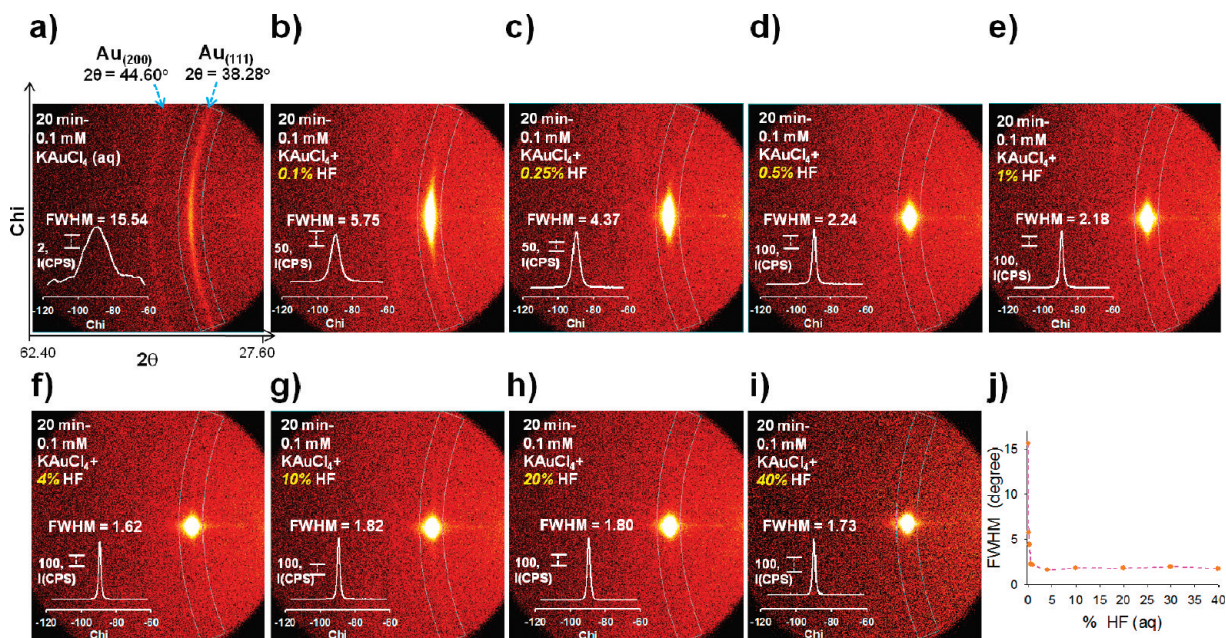 a)
b)
c)
d)
e)
Au(200)
2θ = 44.60°
Au(111)
2θ = 38.28°
Chi
20 min-
0.1 mM
KAuCl4 (aq)
FWHM = 15.54
2,
I(CPS)
-120 -100 -80 -60
Chi
62.40
2θ
27.60
20 min-
0.1 mM
KAuCl4+
0.1% HF
FWHM = 5.75
50,
I(CPS)
-120 -100 -80 -60
Chi
20 min-
0.1 mM
KAuCl4+
0.25% HF
FWHM = 4.37
50,
I(CPS)
-120 -100 -80 -60
Chi
20 min-
0.1 mM
KAuCl4+
0.5% HF
FWHM = 2.24
100,
I(CPS)
-120 -100 -80 -60
Chi
20 min-
0.1 mM
KAuCl4+
1% HF
FWHM = 2.18
100,
I(CPS)
-120 -100 -80 -60
Chi
f)
g)
h)
i)
j)
20 min-
0.1 mM
KAuCl4+
4% HF
FWHM = 1.62
100,
I(CPS)
-120 -100 -80 -60
Chi
20 min-
0.1 mM
KAuCl4+
10% HF
FWHM = 1.82
100,
I(CPS)
-120 -100 -80 -60
Chi
20 min-
0.1 mM
KAuCl4+
20% HF
FWHM = 1.80
100,
I(CPS)
-120 -100 -80 -60
Chi
20 min-
0.1 mM
KAuCl4+
40% HF
FWHM = 1.73
100,
I(CPS)
-120 -100 -80 -60
Chi
FWHM (degree)
15
10
5
0
0 5 10 15 20 25 30 35 40
% HF (aq)